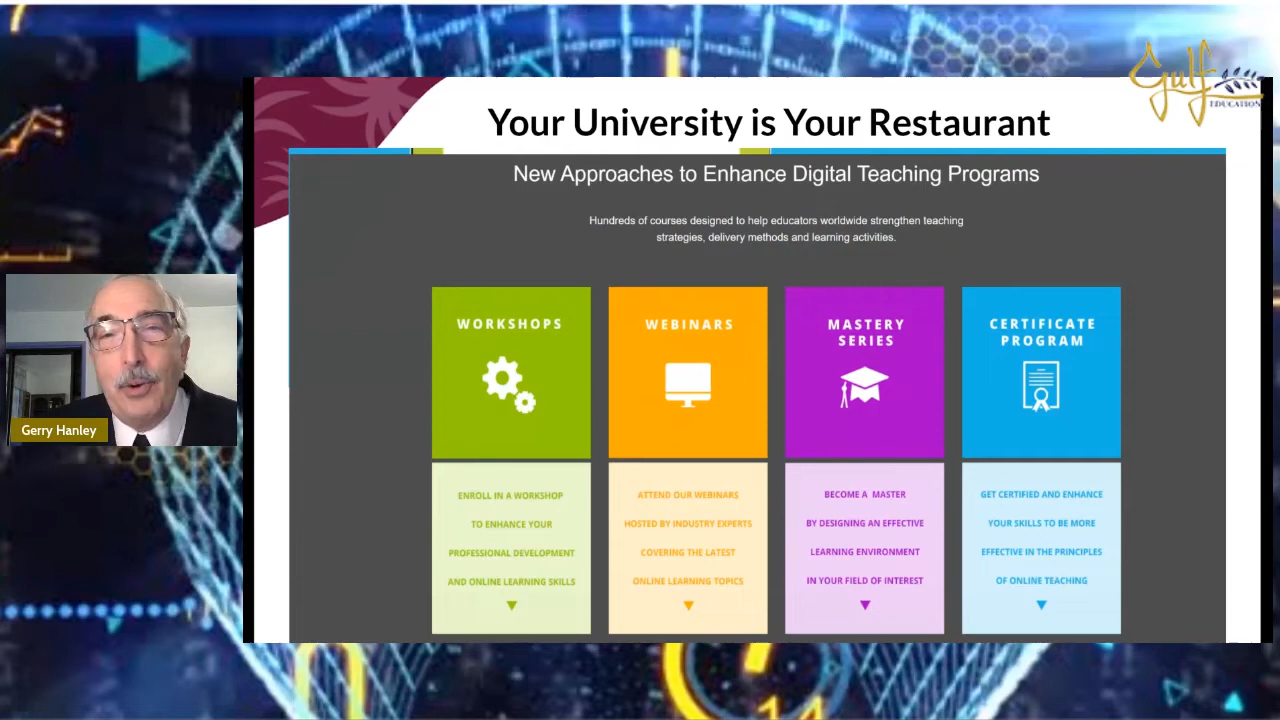 Gulf
EDUCATION
Your University is Your Restaurant
New Approaches to Enhance Digital Teaching Programs
Hundreds of courses designed to help educators worldwide strengthen teaching
strategies, delivery methods and learning activities.
WORKSHOPS
ENROLL IN A WORKSHOP
TO ENHANCE YOUR
PROFESSIONAL DEVELOPMENT
AND ONLINE LEARNING SKILLS
WEBINARS
ATTEND OUR WEBINARS
HOSTED BY INDUSTRY EXPERTS
COVERING THE LATEST
ONLINE LEARNING TOPICS
MASTERY
SERIES
BECOME A MASTER
BY DESIGNING AN EFFECTIVE
LEARNING ENVIRONMENT
IN YOUR FIELD OF INTEREST
CERTIFICATE
PROGRAM
GET CERTIFIED AND ENHANCE
YOUR SKILLS TO BE MORE
EFFECTIVE IN THE PRINCIPLES
OF ONLINE TEACHING
Gerry Hanley
14